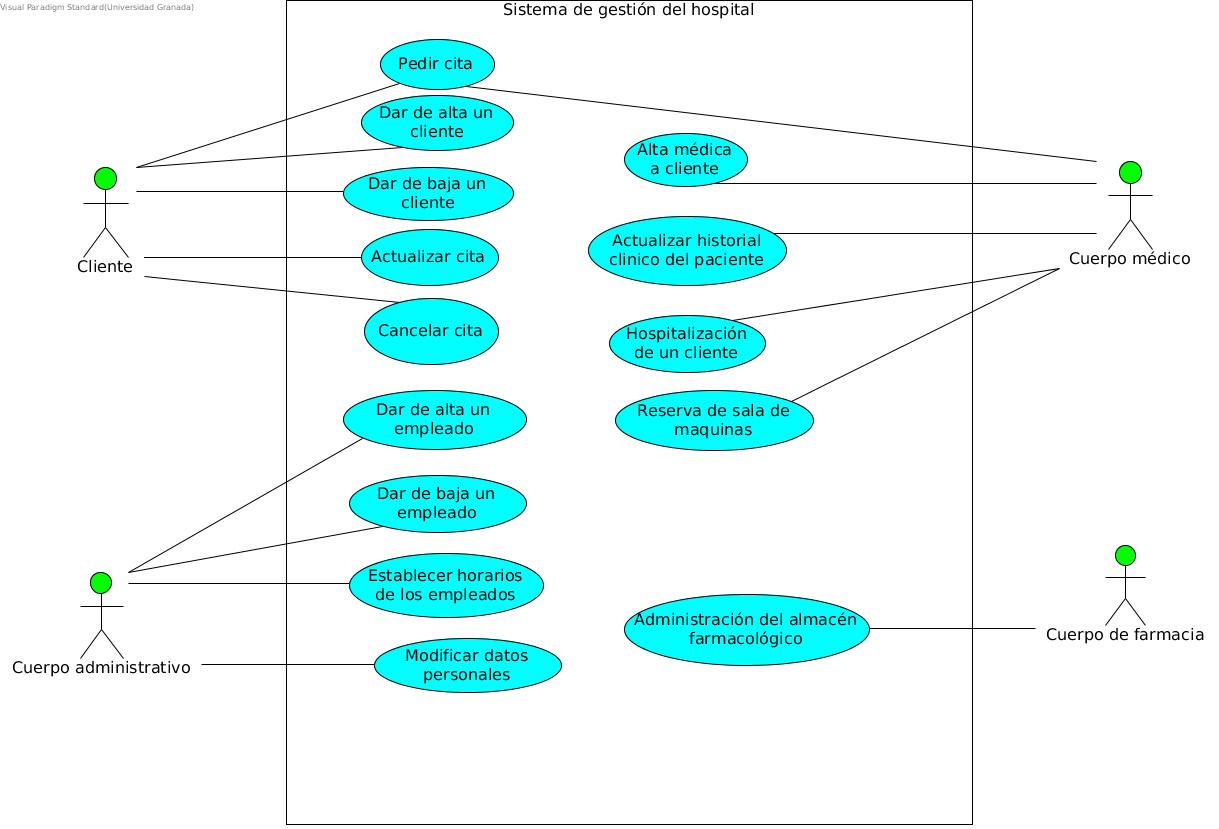 Visual Paradigm Standard(Universidad Granada)
Sistema de gestión del hospital
Pedir cita
Dar de alta un
cliente
Dar de baja un
cliente
Actualizar cita
Cancelar cita
Dar de alta un
empleado
Dar de baja un
empleado
Establecer horarios
de los empleados
Modificar datos
personales
Alta médica
a cliente
Actualizar historial
clinico del paciente
Hospitalización
de un cliente
Reserva de sala de
maquinas
Administración del almacén
farmacológico
Cliente
Cuerpo administrativo
Cuerpo médico
Cuerpo de farmacia